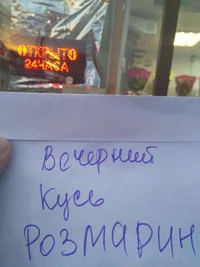 ОТКРЫТО
24ЧАСА
Вечерний
Кусь
РОЗМАРИН